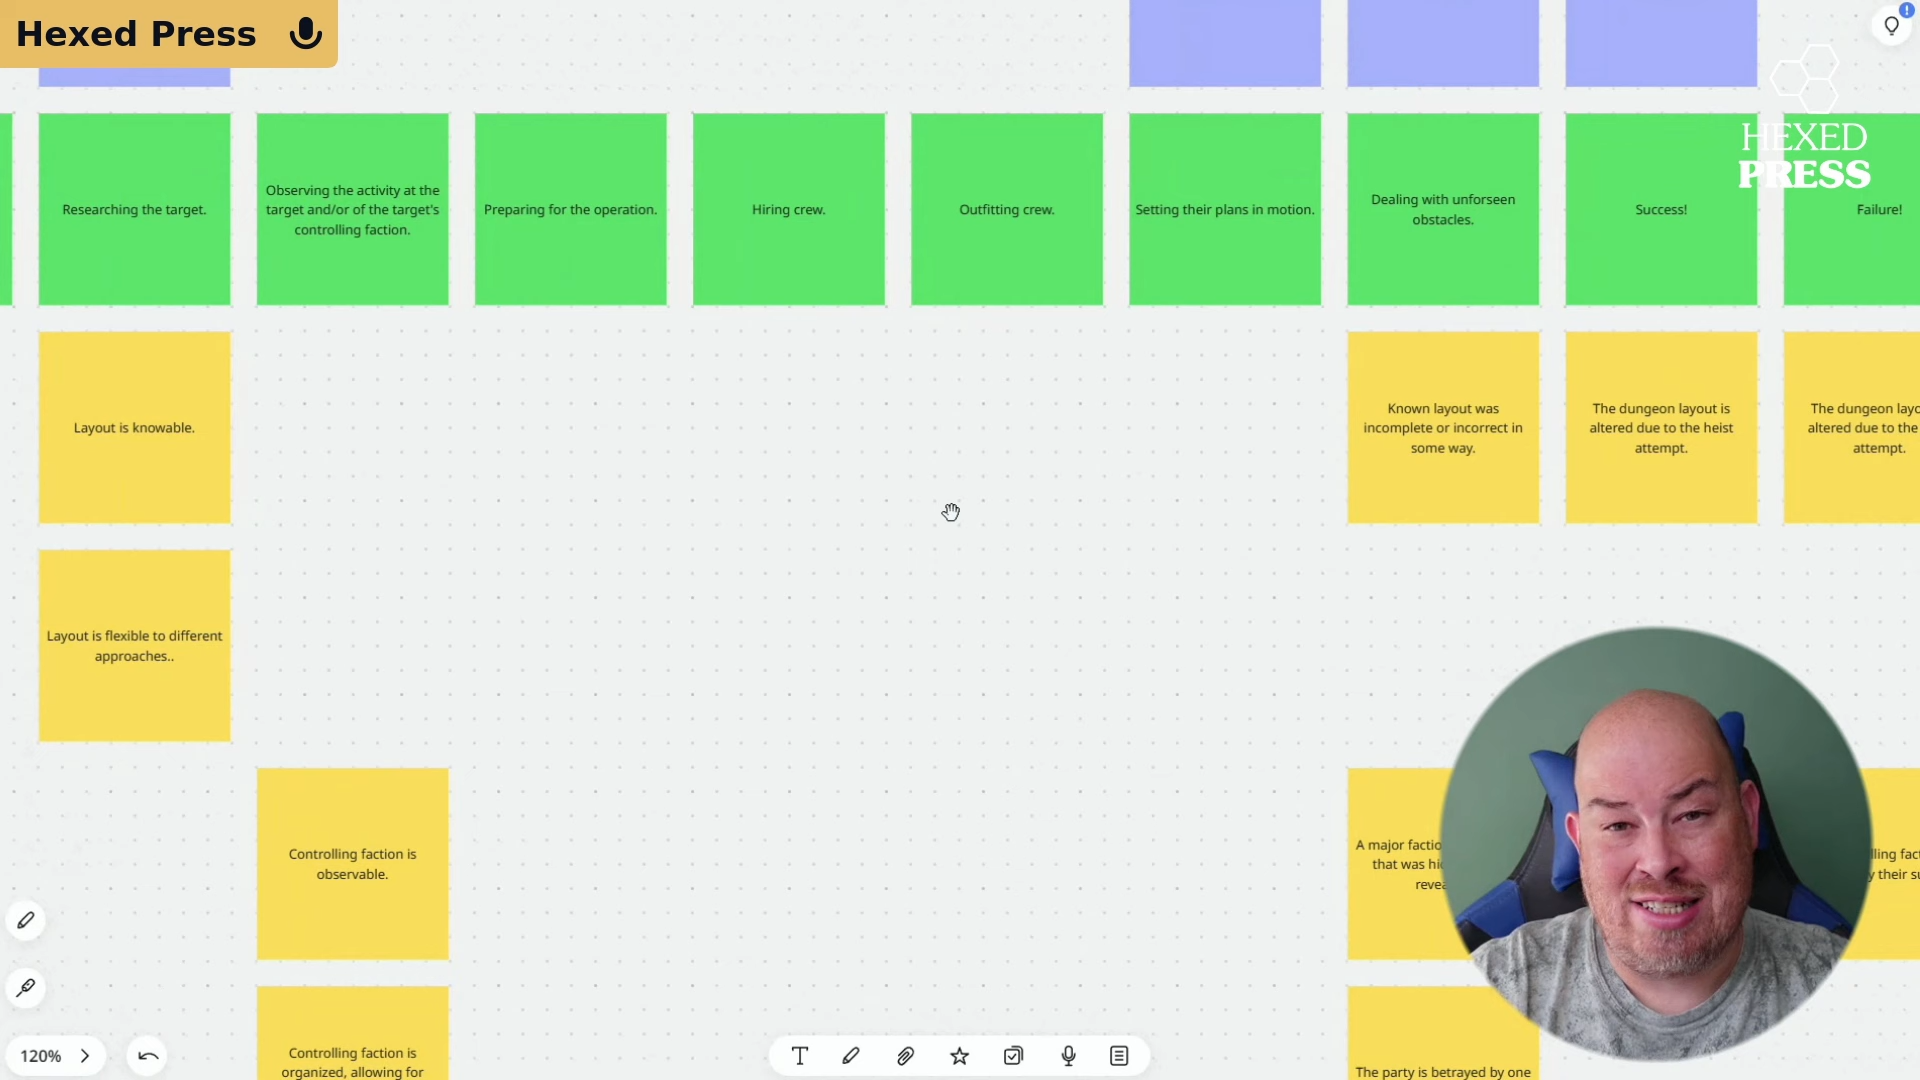 Hexed Press
HEXED
PRESS
Researching the target.
Observing the activity at the
target and/or of the target's
controlling faction.
Preparing for the operation.
Hiring crew.
Outfitting crew.
Setting their plans in motion.
Dealing with unforseen
obstacles.
Success!
Failure!
Layout is knowable.
Known layout was
incomplete or incorrect in
some way.
The dungeon layout is
altered due to the heist
attempt.
The dungeon
altered due to the
attempt.
Layout is flexible to different
approaches..
Controlling faction is
observable.
A major
that was
Controlling faction is
organized, allowing for
The party is betrayed by one
120%